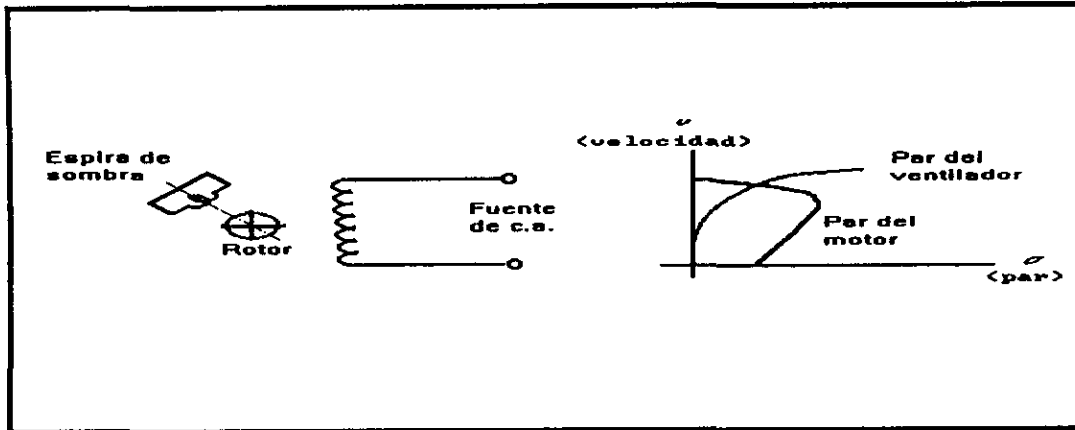 Espira de
sombra
Rotor
Fuente
de c.a.
<velocidad>
Par del
ventilador
Par del
motor
<par>